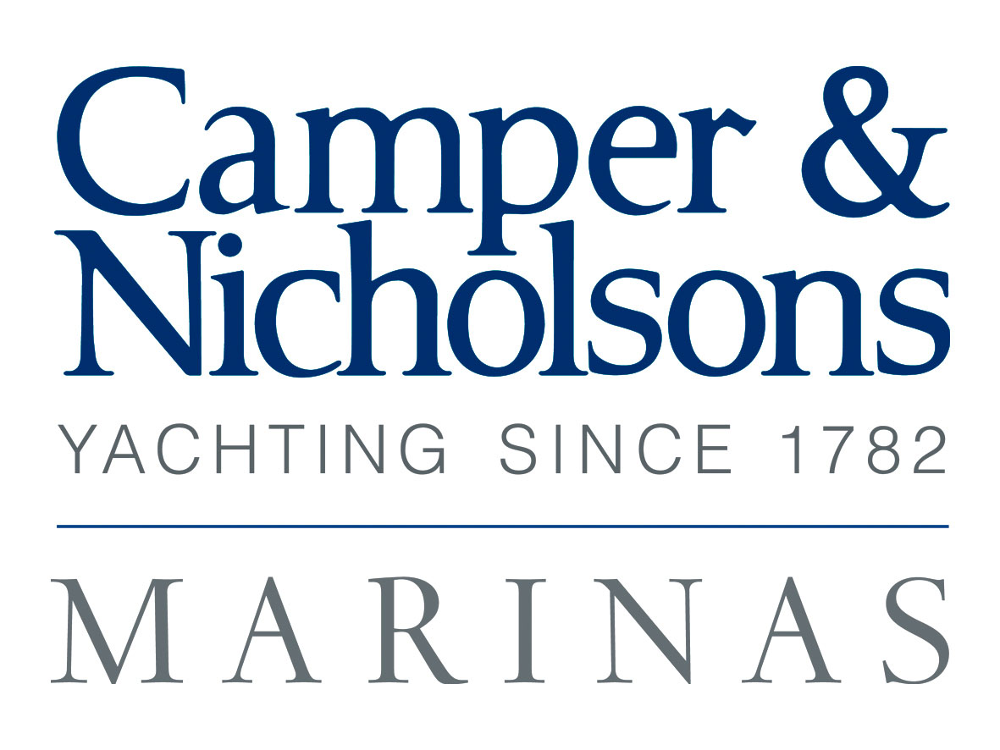 Camper &
Nicholsons
YACHTING SINCE 1782
MARINAS